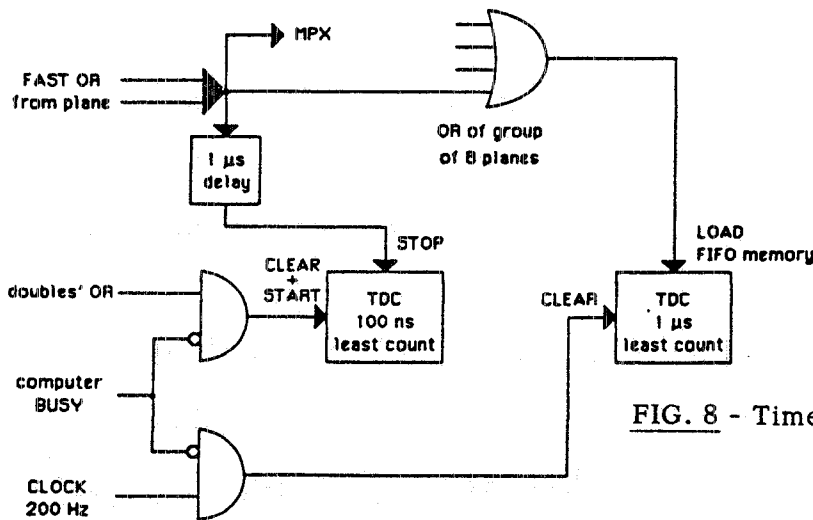 MPX
FAST OR
from plane
OR of group
of 8 planes
1 µs
delay
STOP
LOAD
FIFO memory
CLEAR
+
START
doubles' OR
TDC
100 ns
least count
CLEAR
TDC
1 µs
least count
computer
BUSY
FIG. 8 - Time
CLOCK
200 Hz